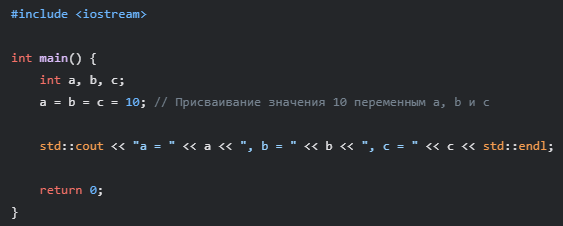 #include <iostream>
int main() {
int a, b, c;
a = b = c = 10; // Присваивание значения 10 переменным a, b и c
std::cout << "a = " << a << ", b = " << b << ", c = " << c << std::endl;
return 0;
}